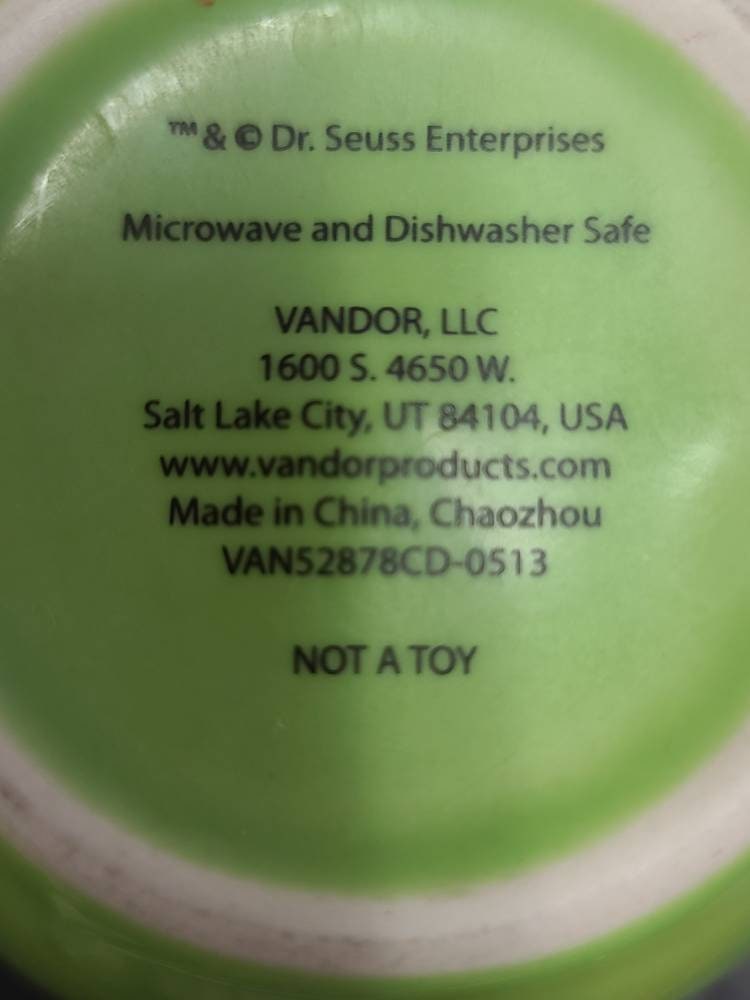 ™ & © Dr. Seuss Enterprises
Microwave and Dishwasher Safe
VANDOR, LLC
1600 S. 4650 W.
Salt Lake City, UT 84104, USA
www.vandorproducts.com
Made in China, Chaozhou
VAN52878CD-0513
NOT A TOY